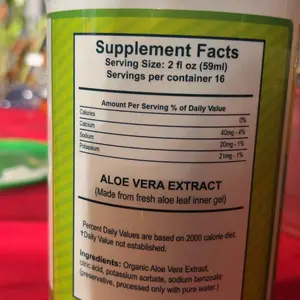 Supplement Facts
Serving Size: 2 fl oz (59ml)
Servings per container 16
Amount Per Serving % of Daily Value
Calories 0%
Calcium 40mg - 4%
Sodium 20mg - 1%
Potassium 21mg - 1%
ALOE VERA EXTRACT
(Made from fresh aloe leaf inner gel)
Percent Daily Values are based on 2000 calorie diet.
†Daily Value not established.
Ingredients: Organic Aloe Vera Extract,
citric acid, potassium sorbate, sodium benzoate
(preservative, processed only with pure water.)